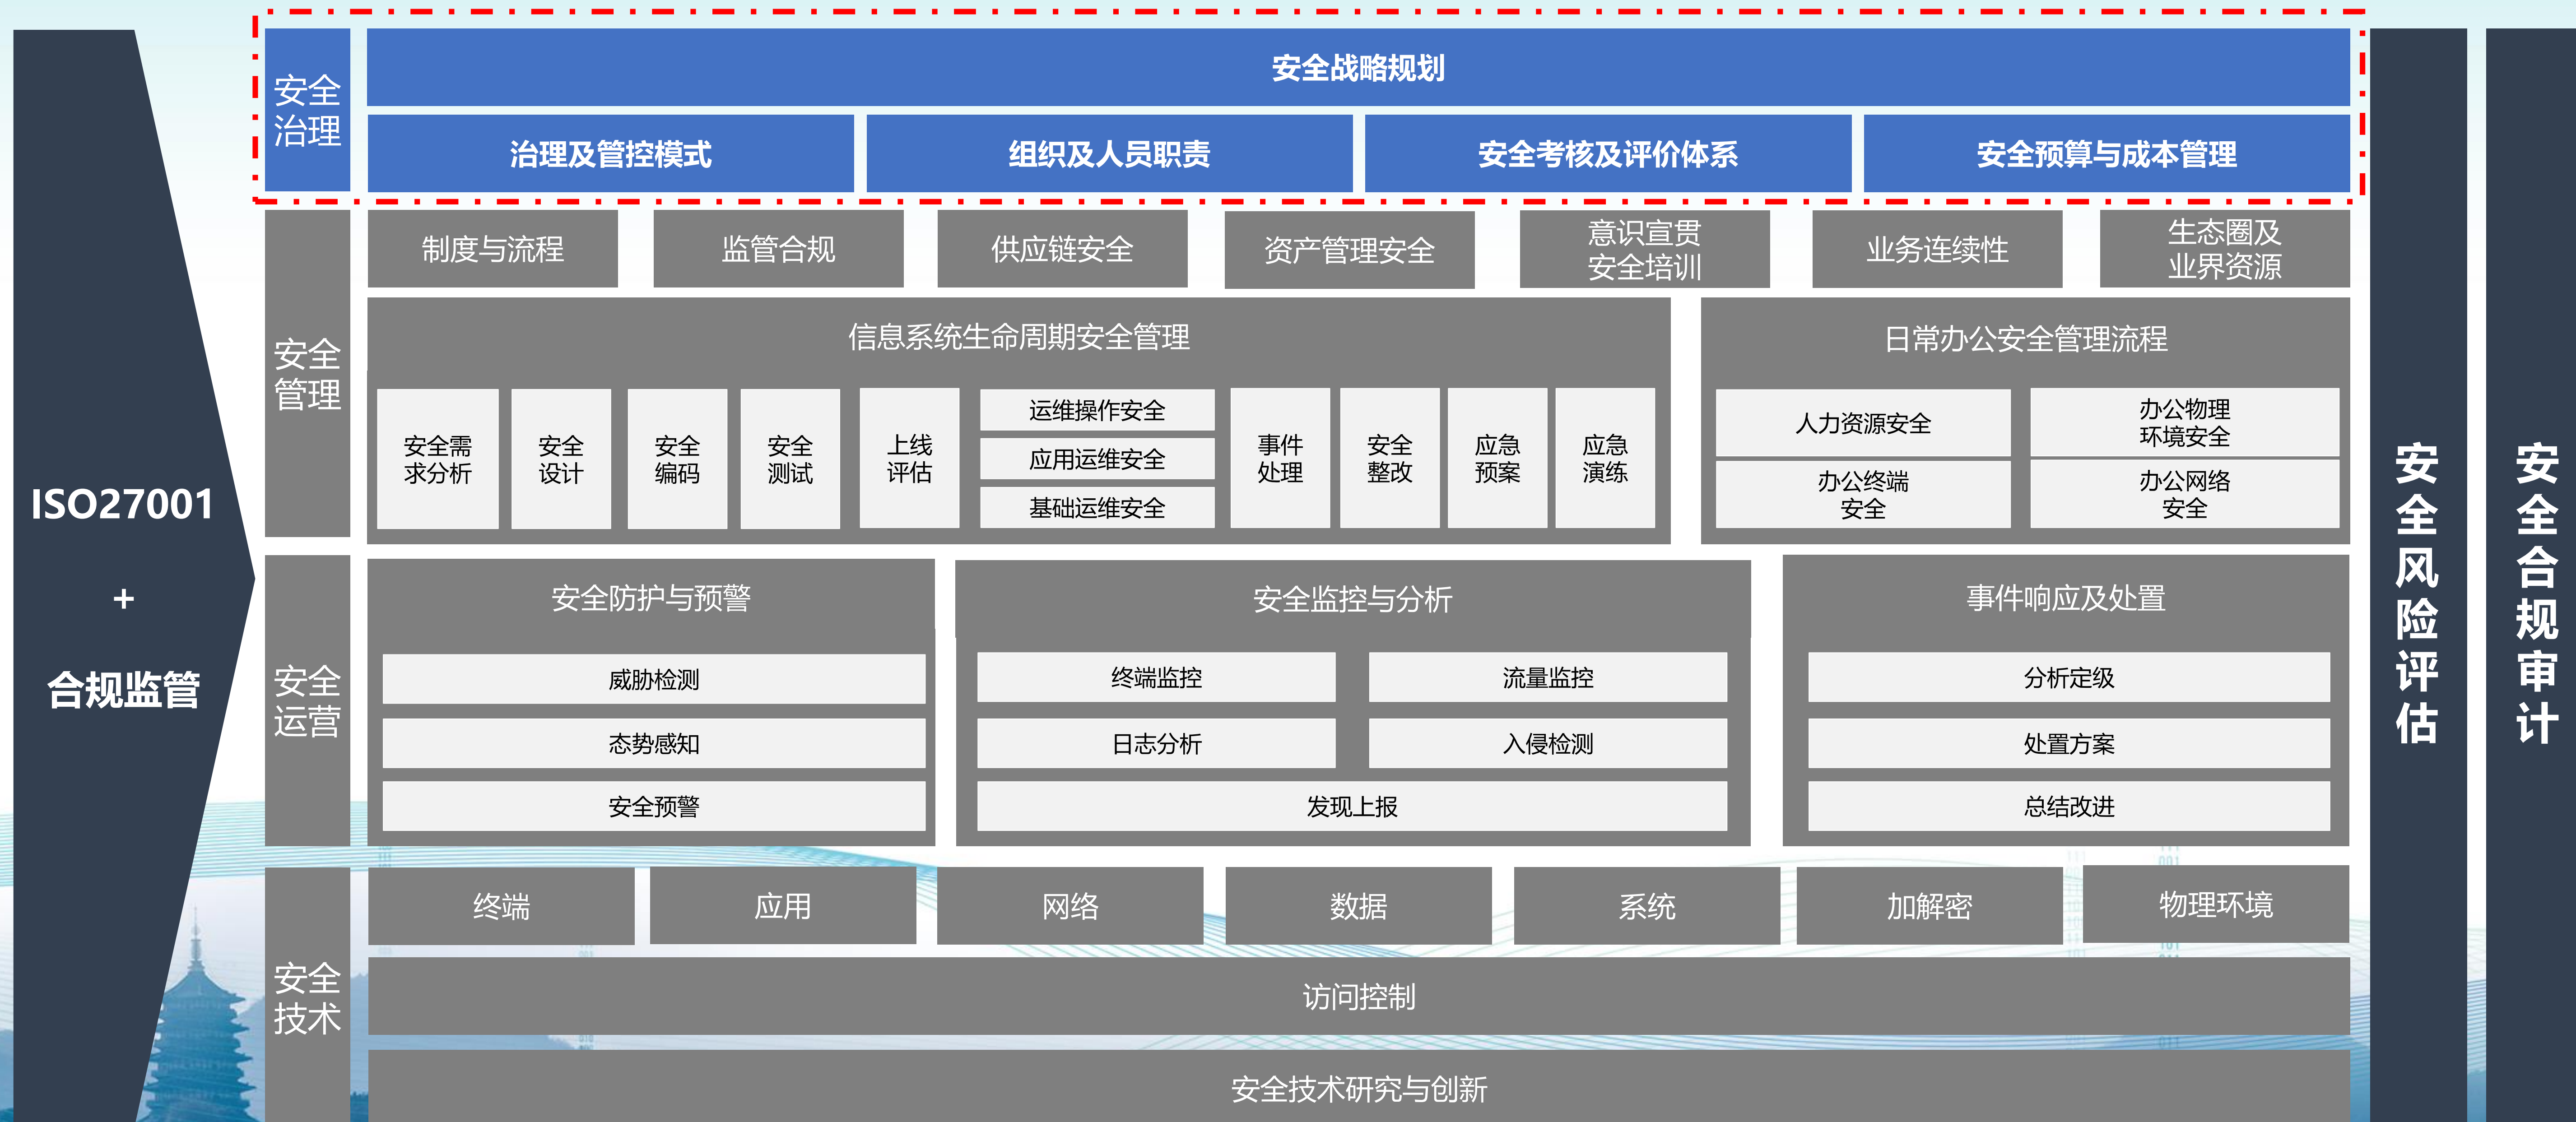 ISO27001
+
合规监管
安全
治理
安全战略规划
治理及管控模式
组织及人员职责
安全考核及评价体系
安全预算与成本管理
安全
管理
制度与流程
监管合规
供应链安全
资产管理安全
意识宣贯
安全培训
业务连续性
生态圈及
业界资源
信息系统生命周期安全管理
安全需
求分析
安全
设计
安全
编码
安全
测试
上线
评估
运维操作安全
应用运维安全
基础运维安全
事件
处理
安全
整改
应急
预案
应急
演练
日常办公安全管理流程
人力资源安全
办公物理
环境安全
办公终端
安全
办公网络
安全
安全
运营
安全防护与预警
威胁检测
态势感知
安全预警
安全监控与分析
终端监控
流量监控
日志分析
入侵检测
发现上报
事件响应及处置
分析定级
处置方案
总结改进
安全
技术
终端
应用
网络
数据
系统
加解密
物理环境
访问控制
安全技术研究与创新
安全风险评估
安全合规审计